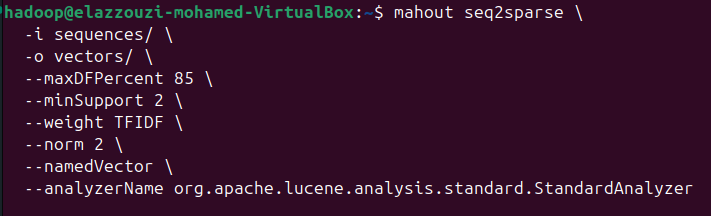 hadoop@elazzouzi-mohamed-VirtualBox:~$ mahout seq2sparse \
-i sequences/ \
-o vectors/ \
--maxDFPercent 85 \
--minSupport 2 \
--weight TFIDF \
--norm 2 \
--namedVector \
--analyzerName org.apache.lucene.analysis.standard.StandardAnalyzer